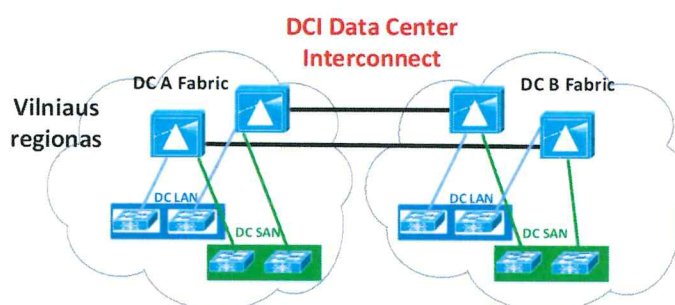 DCI Data Center
Interconnect
DC A Fabric
DC B Fabric
Vilniaus
regionas
DC LAN
DC SAN
DC LAN
DC SAN